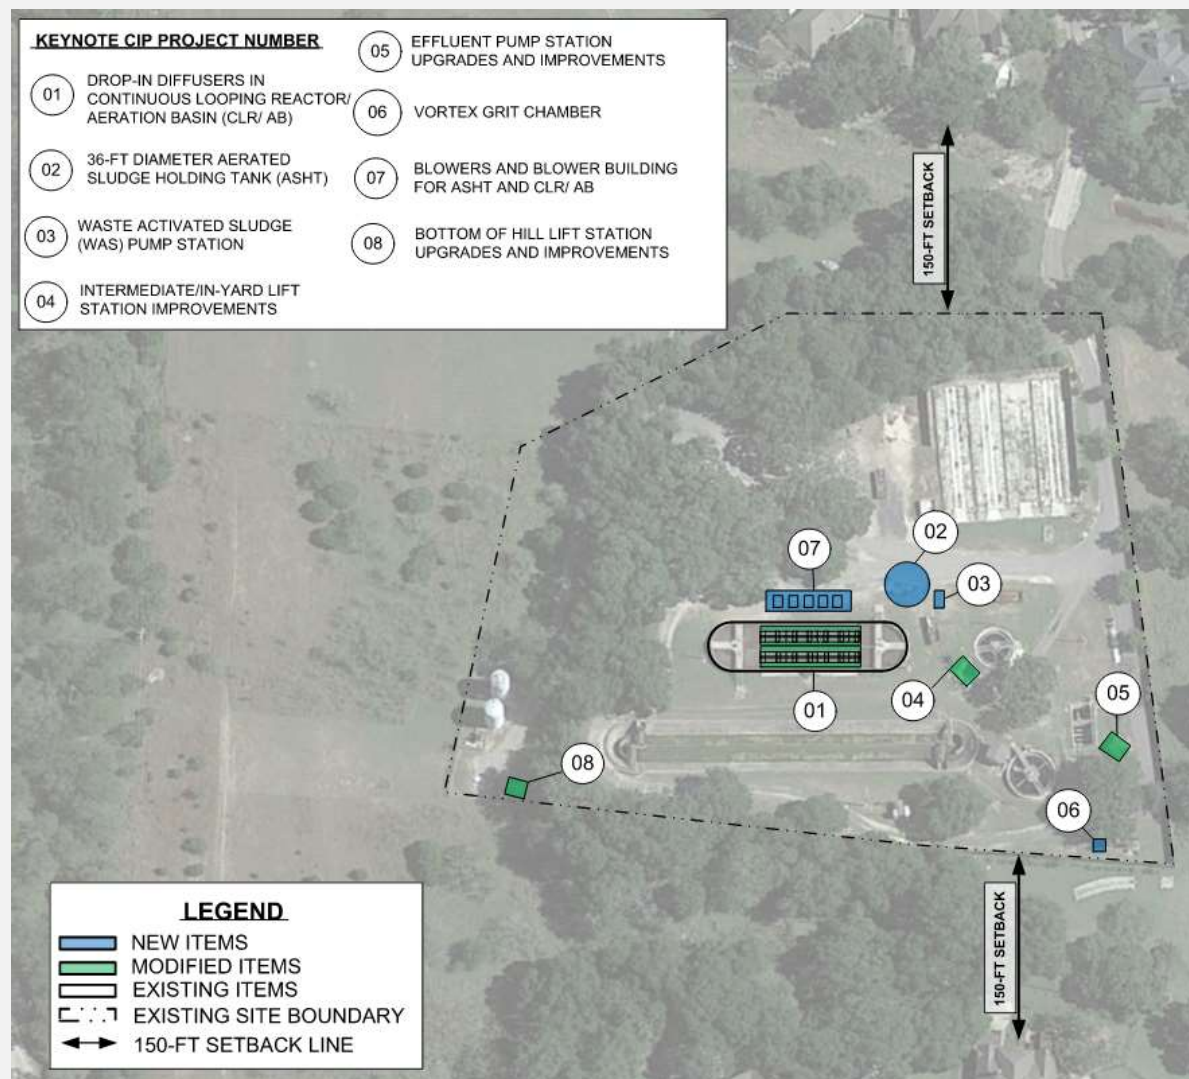 KEYNOTE CIP PROJECT NUMBER
01
DROP-IN DIFFUSERS IN
CONTINUOUS LOOPING REACTOR/
AERATION BASIN (CLR/ AB)
02
36-FT DIAMETER AERATED
SLUDGE HOLDING TANK (ASHT)
03
WASTE ACTIVATED SLUDGE
(WAS) PUMP STATION
04
INTERMEDIATE/IN-YARD LIFT
STATION IMPROVEMENTS
05
EFFLUENT PUMP STATION
UPGRADES AND IMPROVEMENTS
06
VORTEX GRIT CHAMBER
07
BLOWERS AND BLOWER BUILDING
FOR ASHT AND CLR/ AB
08
BOTTOM OF HILL LIFT STATION
UPGRADES AND IMPROVEMENTS
150-FT SETBACK
02
07
03
04
01
05
08
06
150-FT SETBACK
LEGEND
NEW ITEMS
MODIFIED ITEMS
EXISTING ITEMS
EXISTING SITE BOUNDARY
150-FT SETBACK LINE